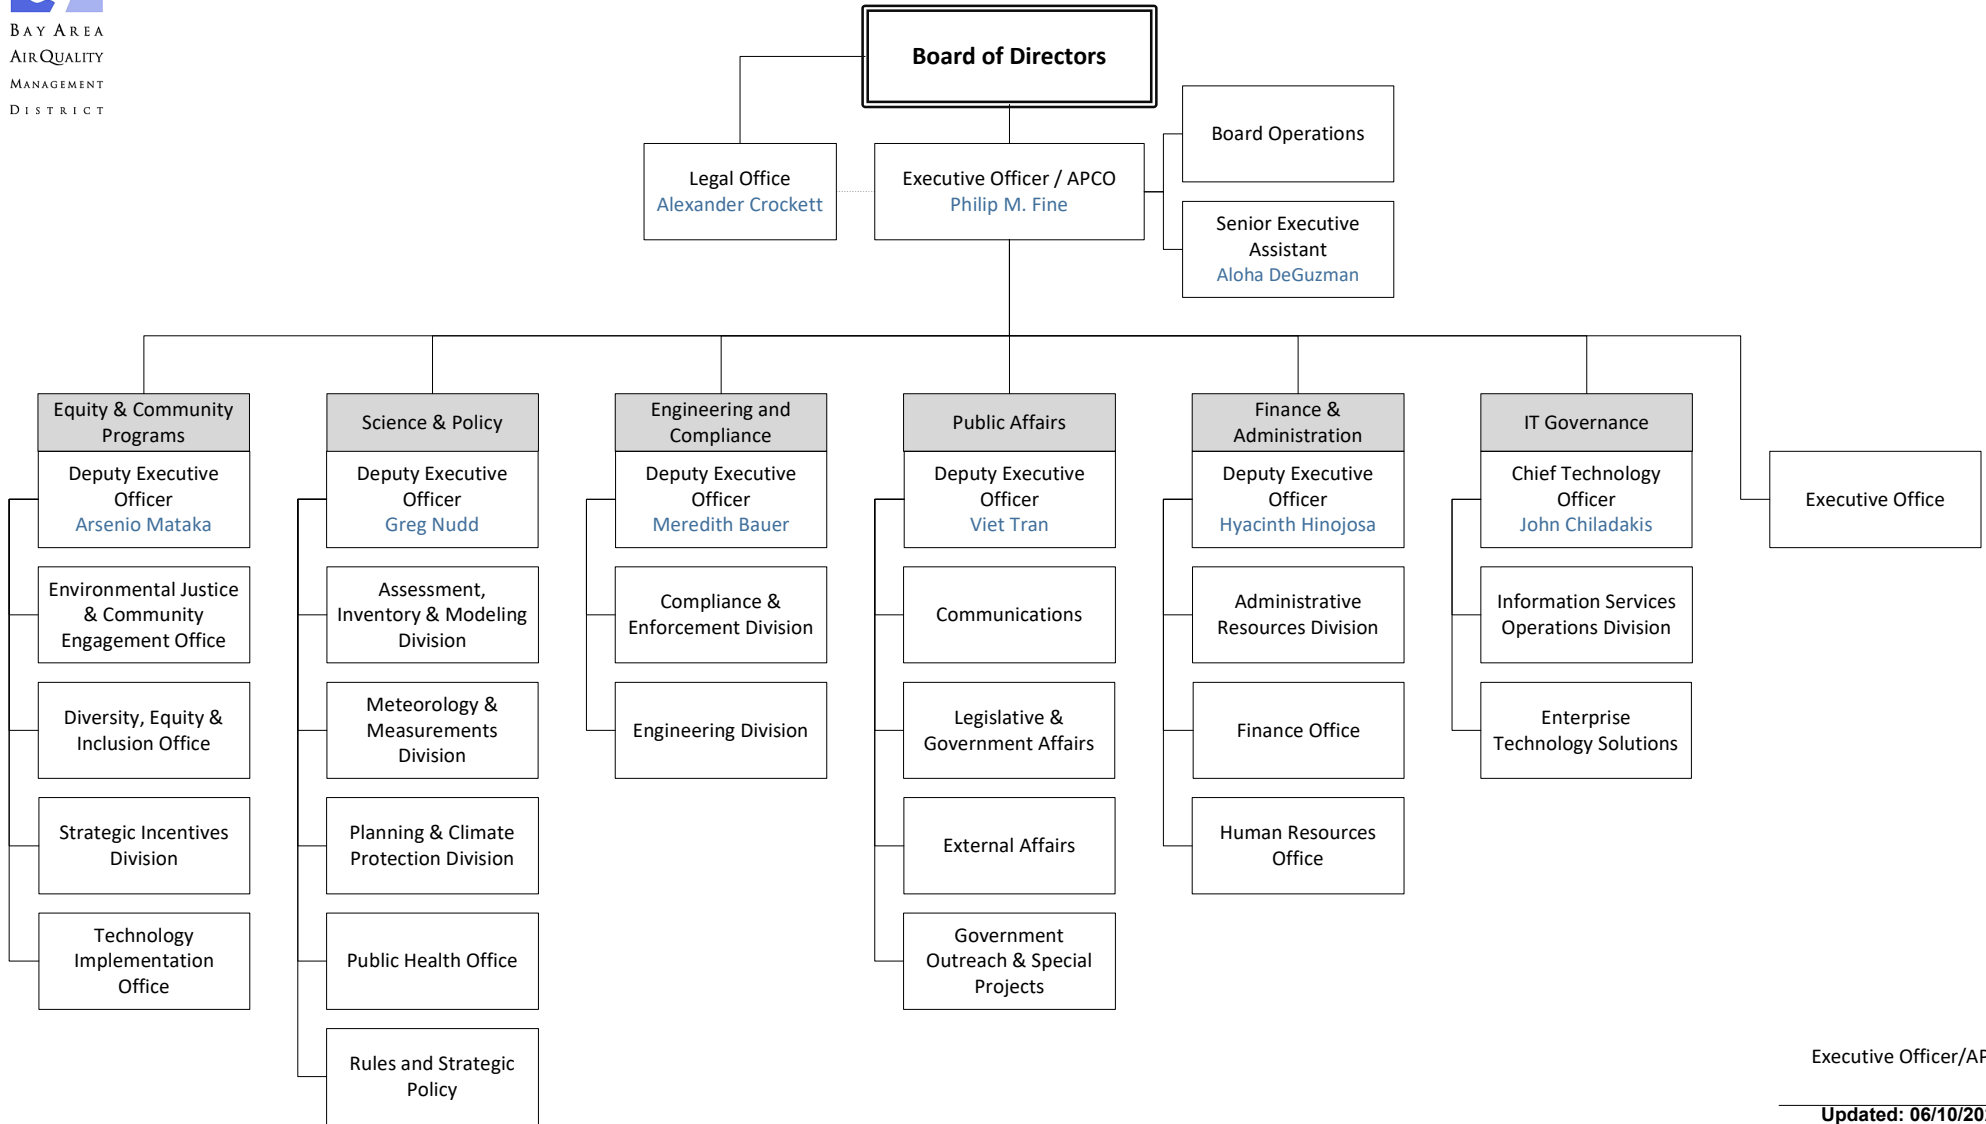 BAY AREA
AIR QUALITY
MANAGEMENT
DISTRICT
Board of Directors
Legal Office
Alexander Crockett
Executive Officer / APCO
Philip M. Fine
Board Operations
Senior Executive
Assistant
Aloha DeGuzman
Equity & Community
Programs
Deputy Executive
Officer
Arsenio Mataka
Environmental Justice
& Community
Engagement Office
Diversity, Equity &
Inclusion Office
Strategic Incentives
Division
Technology
Implementation
Office
Science & Policy
Deputy Executive
Officer
Greg Nudd
Assessment,
Inventory & Modeling
Division
Meteorology &
Measurements
Division
Planning & Climate
Protection Division
Public Health Office
Rules and Strategic
Policy
Engineering and
Compliance
Deputy Executive
Officer
Meredith Bauer
Compliance &
Enforcement Division
Engineering Division
Public Affairs
Deputy Executive
Officer
Viet Tran
Communications
Legislative &
Government Affairs
External Affairs
Government
Outreach & Special
Projects
Finance &
Administration
Deputy Executive
Officer
Hyacinth Hinojosa
Administrative
Resources Division
Finance Office
Human Resources
Office
IT Governance
Chief Technology
Officer
John Chiladakis
Information Services
Operations Division
Enterprise
Technology Solutions
Executive Office
Executive Officer/AP
Updated: 06/10/20